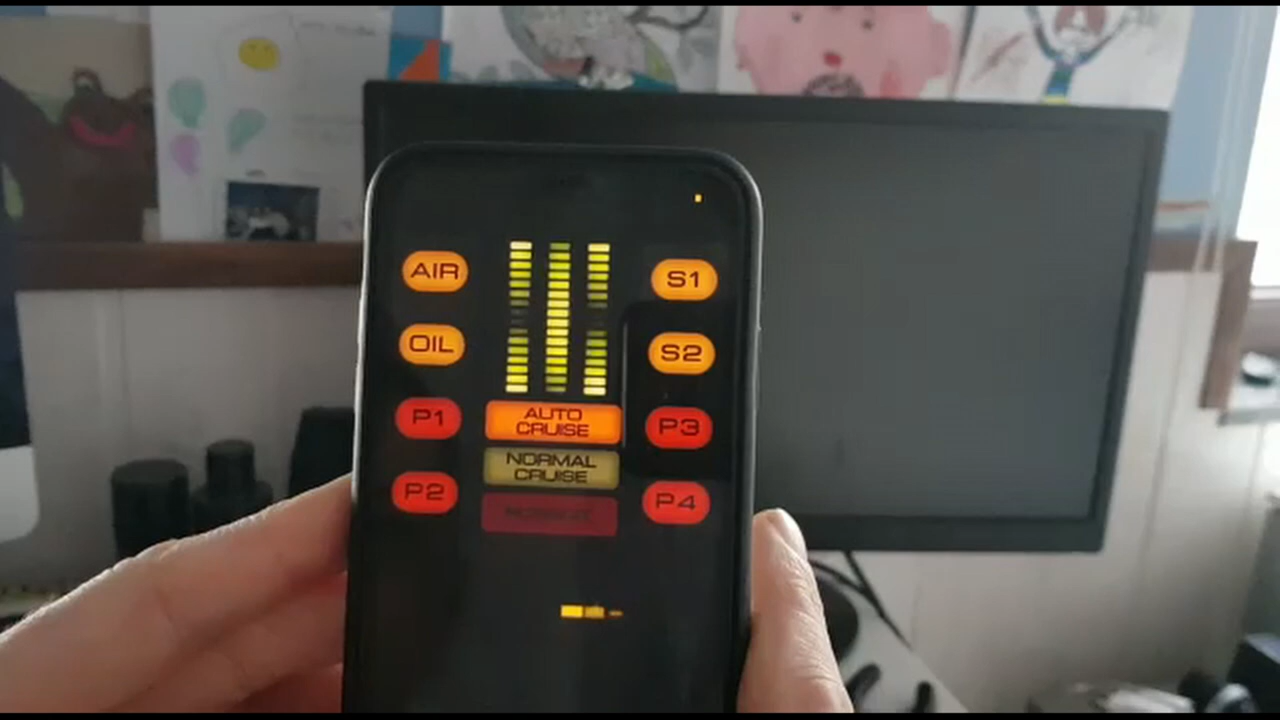 AIR
S1
OIL
S2
P1
AUTO
CRUISE
P3
NORMAL
CRUISE
P2
P4